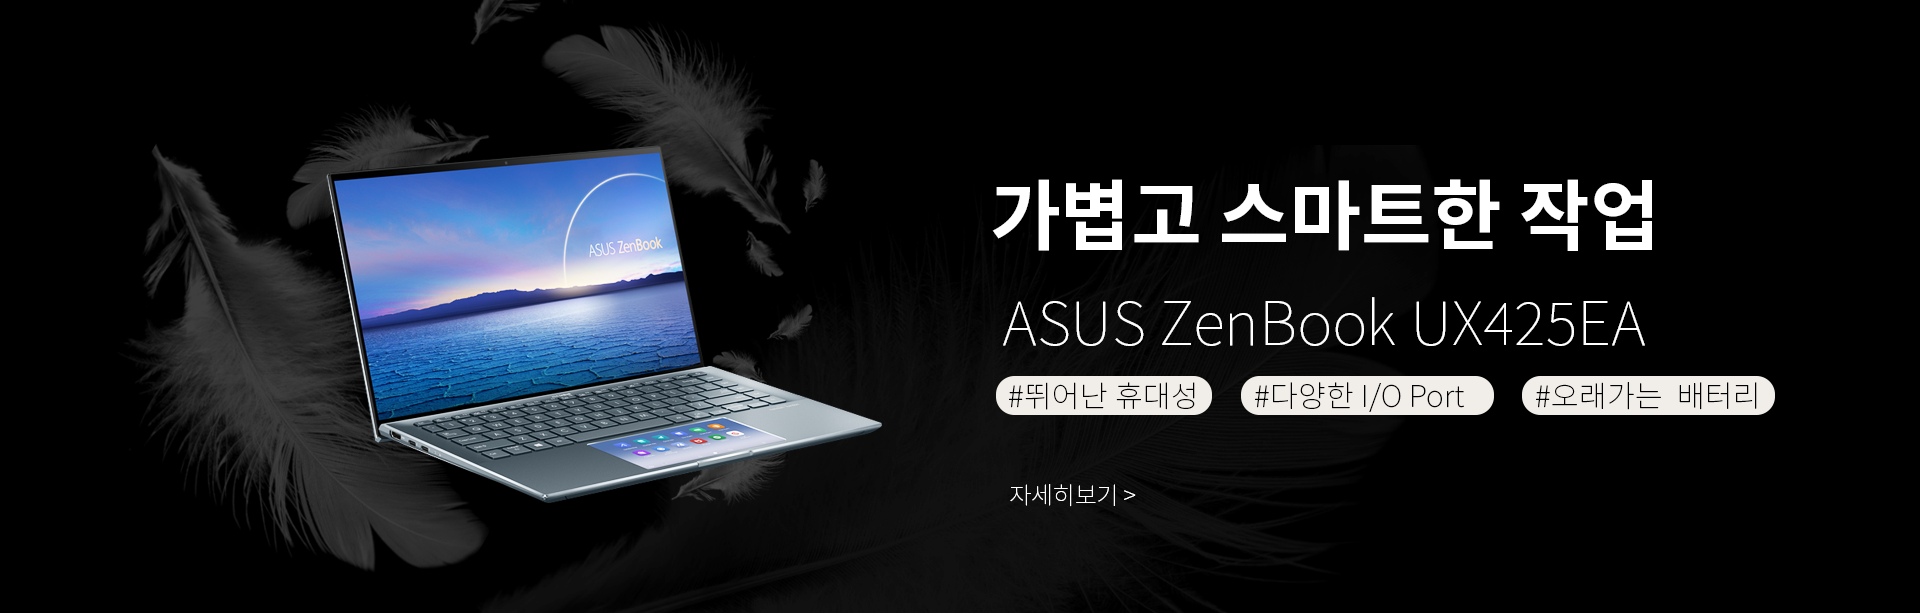 ASUS ZenBook
가볍고 스마트한 작업
ASUS ZenBook UX425EA
#뛰어난 휴대성 #다양한 I/O Port #오래가는 배터리
자세히보기 >